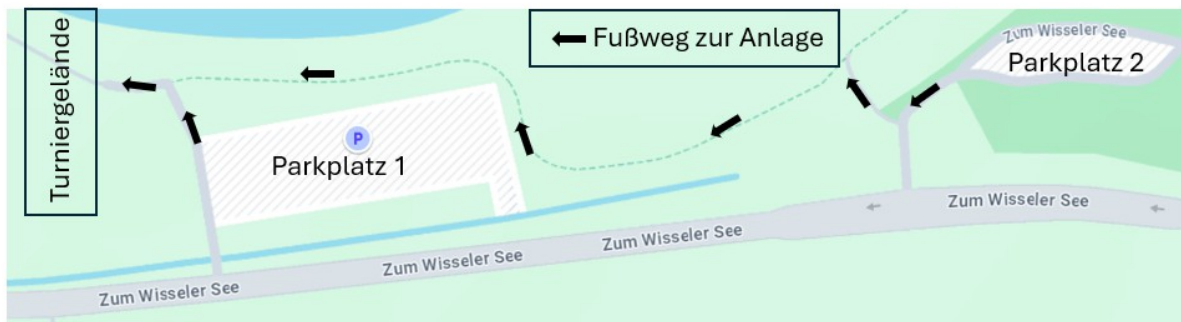 Turniergelände
Fußweg zur Anlage
Zum Wisseler See
Parkplatz 2
P
Parkplatz 1
Zum Wisseler See
Zum Wisseler See
Zum Wisseler See
Zum Wisseler See